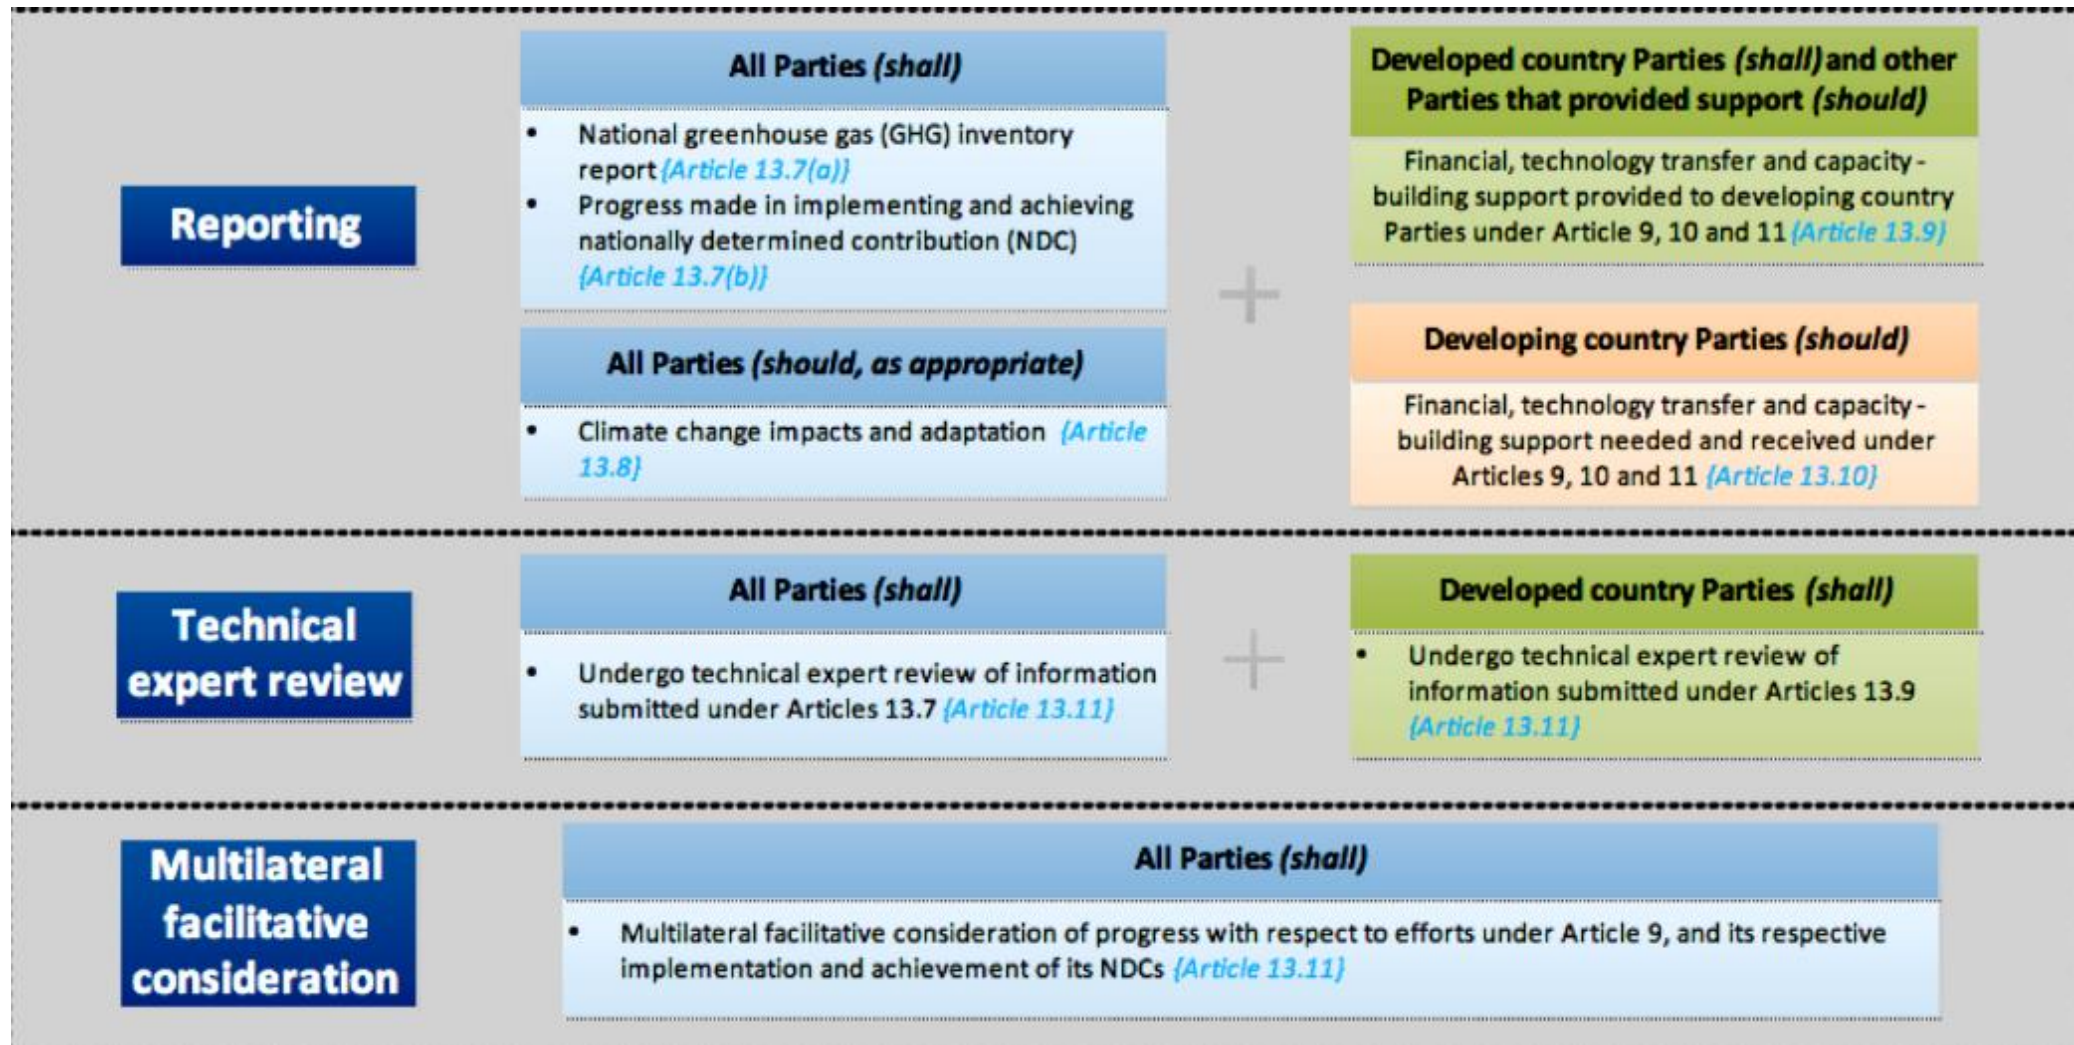 Reporting
All Parties (shall)
• National greenhouse gas (GHG) inventory
report {Article 13.7(a)}
• Progress made in implementing and achieving
nationally determined contribution (NDC)
{Article 13.7(b)}
All Parties (should, as appropriate)
• Climate change impacts and adaptation {Article
13.8}
+
Developed country Parties (shall) and other
Parties that provided support (should)
Financial, technology transfer and capacity-
building support provided to developing country
Parties under Article 9, 10 and 11 {Article 13.9}
Developing country Parties (should)
Financial, technology transfer and capacity-
building support needed and received under
Articles 9, 10 and 11 {Article 13.10}
Technical
expert review
All Parties (shall)
• Undergo technical expert review of information
submitted under Articles 13.7 {Article 13.11}
+
Developed country Parties (shall)
• Undergo technical expert review of
information submitted under Articles 13.9
{Article 13.11}
Multilateral
facilitative
consideration
All Parties (shall)
• Multilateral facilitative consideration of progress with respect to efforts under Article 9, and its respective
implementation and achievement of its NDCs {Article 13.11}